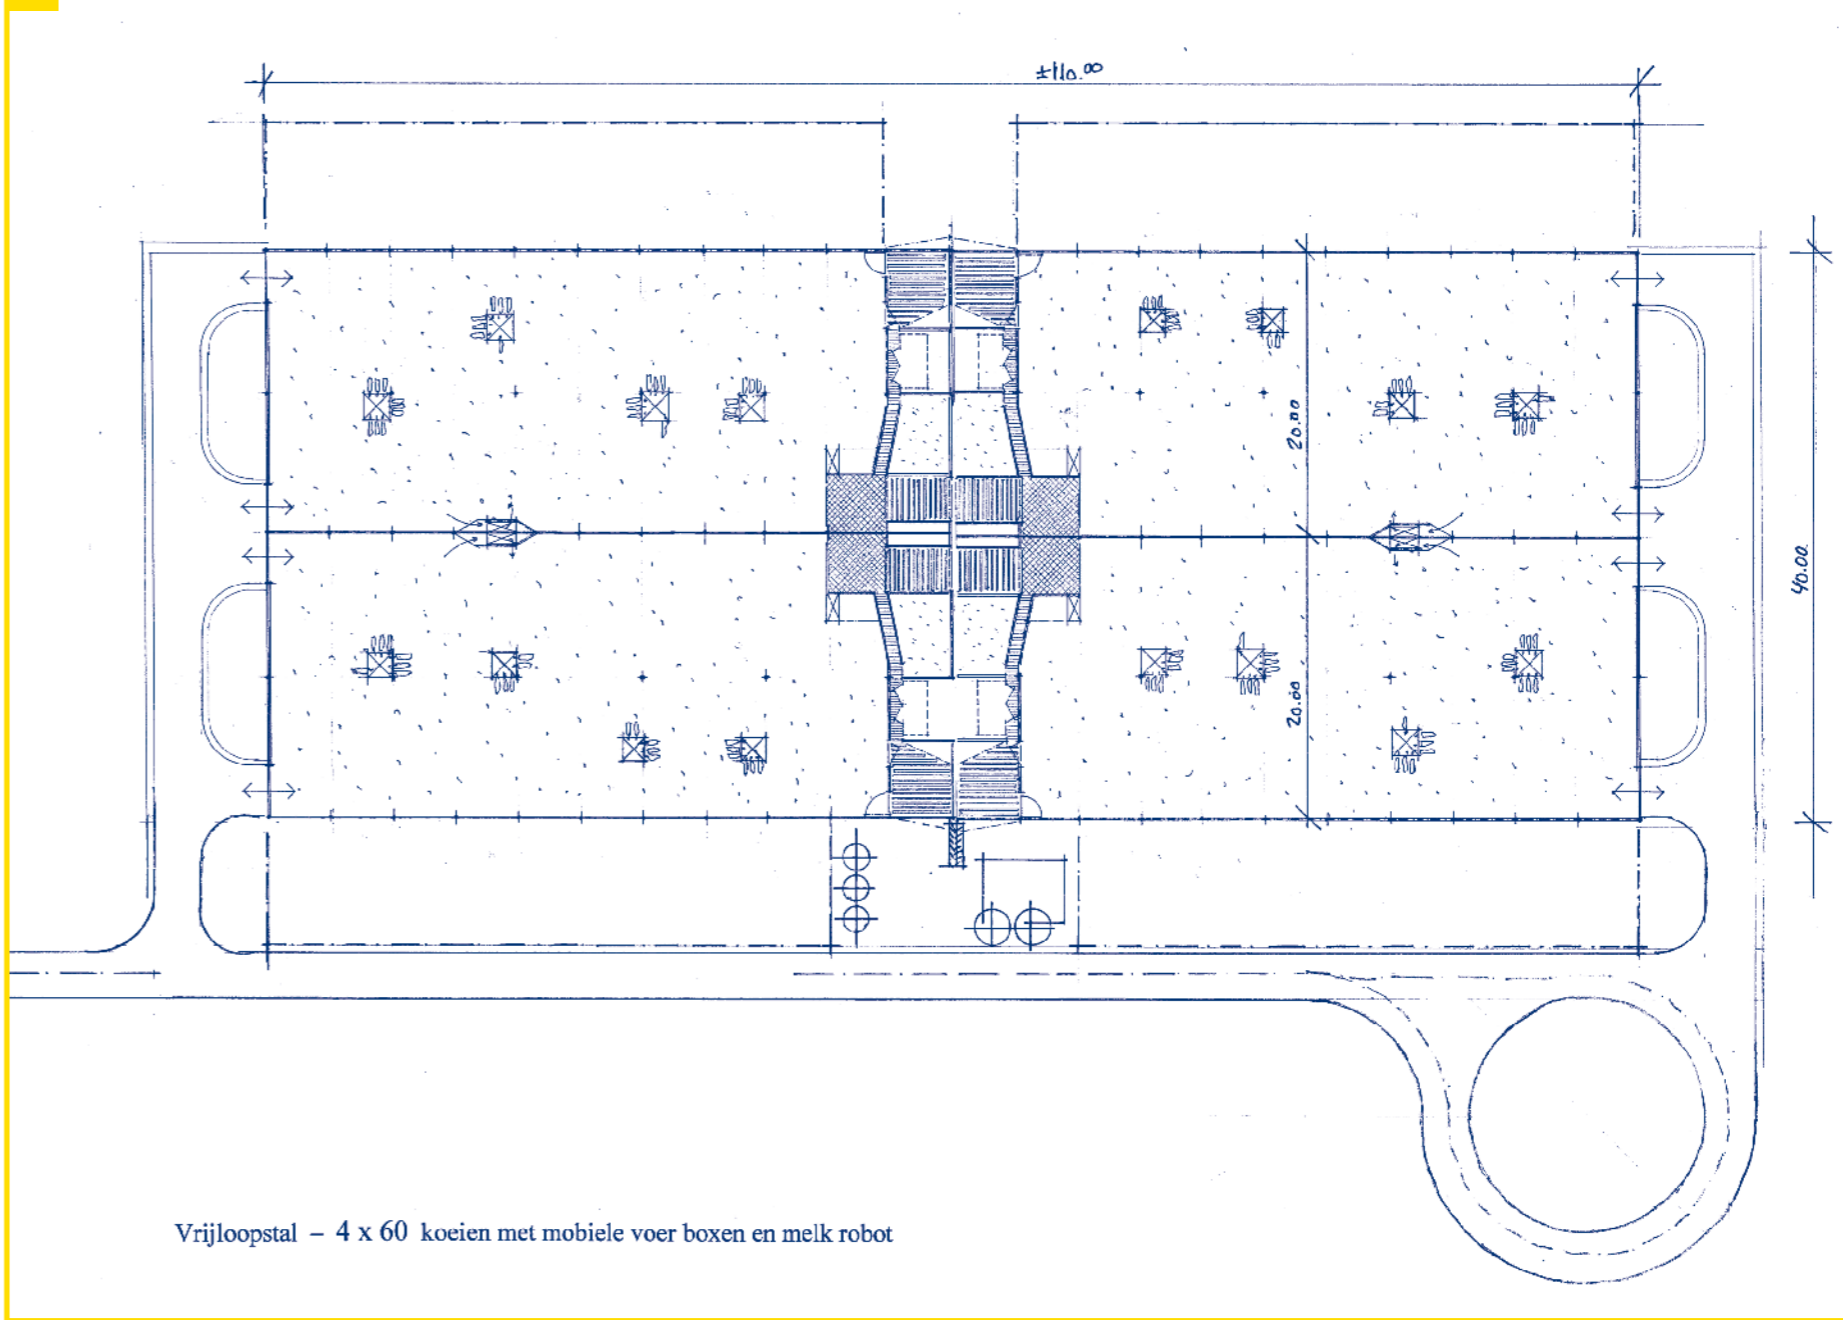 ±110.00
20.00
20.00
40.00
Vrijloopstal – 4 x 60 koeien met mobiele voer boxen en melk robot